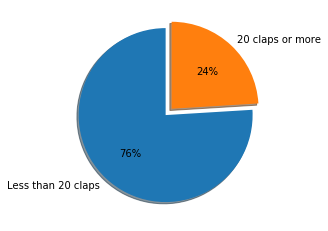 20 claps or more
24%
76%
Less than 20 claps